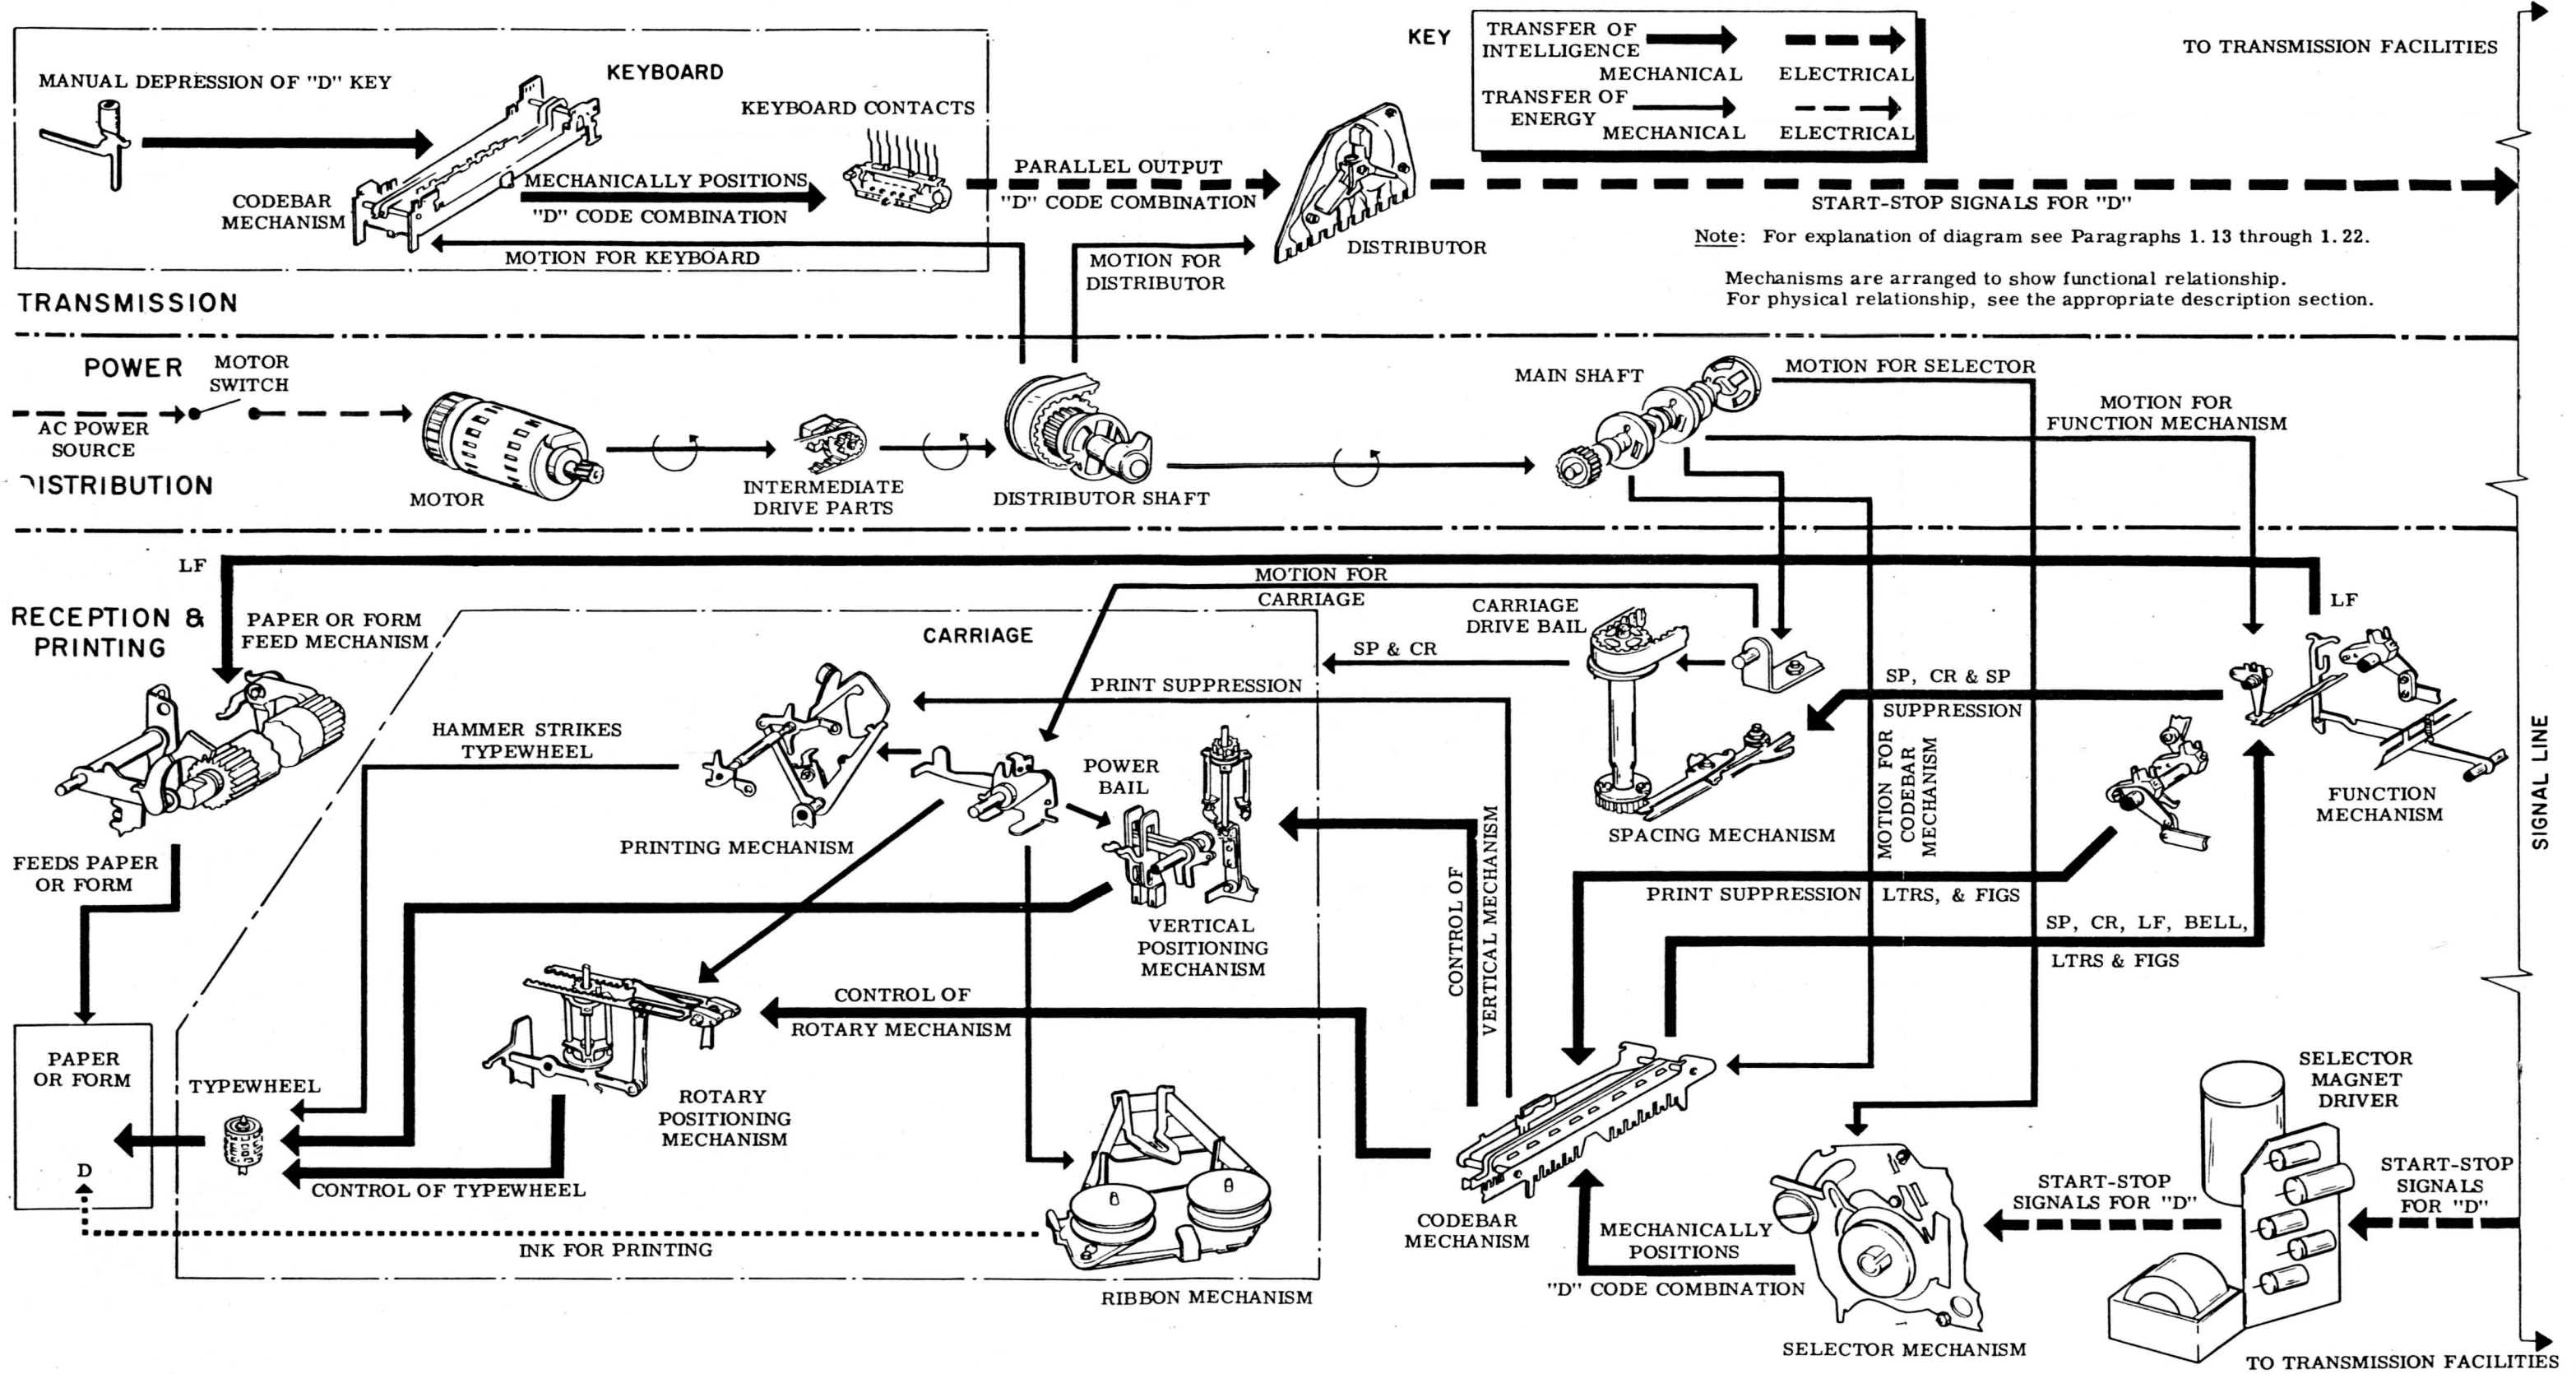 KEY
TRANSFER OF
INTELLIGENCE
MECHANICAL
ELECTRICAL
TRANSFER OF
ENERGY
MECHANICAL
ELECTRICAL
TO TRANSMISSION FACILITIES
MANUAL DEPRESSION OF "D" KEY
KEYBOARD
KEYBOARD CONTACTS
CODEBAR
MECHANISM
MECHANICALLY POSITIONS
"D" CODE COMBINATION
MOTION FOR KEYBOARD
PARALLEL OUTPUT
"D" CODE COMBINATION
MOTION FOR
DISTRIBUTOR
DISTRIBUTOR
START-STOP SIGNALS FOR "D"
Note: For explanation of diagram see Paragraphs 1.13 through 1.22.
Mechanisms are arranged to show functional relationship.
For physical relationship, see the appropriate description section.
TRANSMISSION
POWER
MOTOR
SWITCH
AC POWER
SOURCE
ISTRIBUTION
MOTOR
INTERMEDIATE
DRIVE PARTS
DISTRIBUTOR SHAFT
MAIN SHAFT
MOTION FOR SELECTOR
MOTION FOR
FUNCTION MECHANISM
LF
RECEPTION &
PRINTING
PAPER OR FORM
FEED MECHANISM
CARRIAGE
MOTION FOR
CARRIAGE
CARRIAGE
DRIVE BAIL
SP & CR
PRINT SUPPRESSION
SP, CR & SP
SUPPRESSION
LF
HAMMER STRIKES
TYPEWHEEL
POWER
BAIL
PRINTING MECHANISM
SPACING MECHANISM
MOTION FOR
CODEBAR
MECHANISM
FUNCTION
MECHANISM
SIGNAL LINE
FEEDS PAPER
OR FORM
VERTICAL
POSITIONING
MECHANISM
CONTROL OF
VERTICAL MECHANISM
PRINT SUPPRESSION LTRS, & FIGS
SP, CR, LF, BELL,
LTRS & FIGS
CONTROL OF
ROTARY MECHANISM
PAPER
OR FORM
D
TYPEWHEEL
ROTARY
POSITIONING
MECHANISM
CONTROL OF TYPEWHEEL
INK FOR PRINTING
RIBBON MECHANISM
CODEBAR
MECHANISM
MECHANICALLY
POSITIONS
"D" CODE COMBINATION
SELECTOR MECHANISM
START-STOP
SIGNALS FOR "D"
SELECTOR
MAGNET
DRIVER
START-STOP
SIGNALS
FOR "D"
TO TRANSMISSION FACILITIES